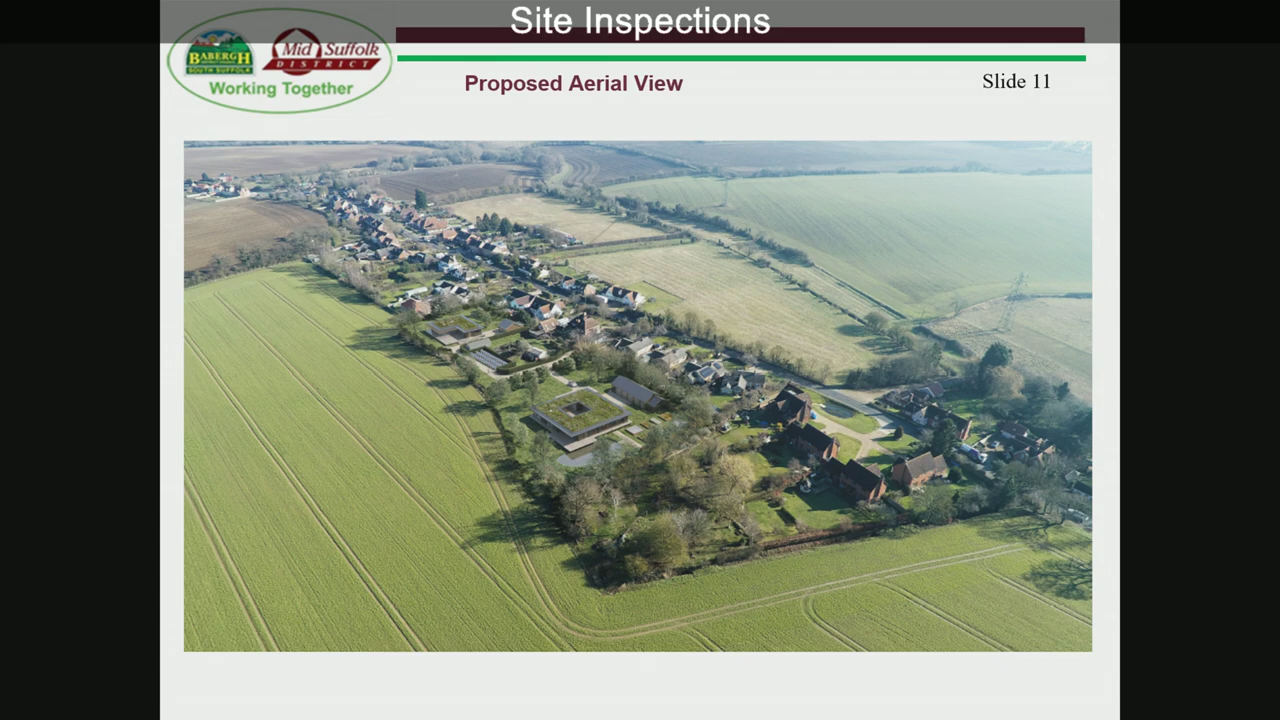 Site Inspections
BABERGH
SOUTH SUFFOLK
Mid Suffolk
DISTRICT
Working Together
Proposed Aerial View
Slide 11